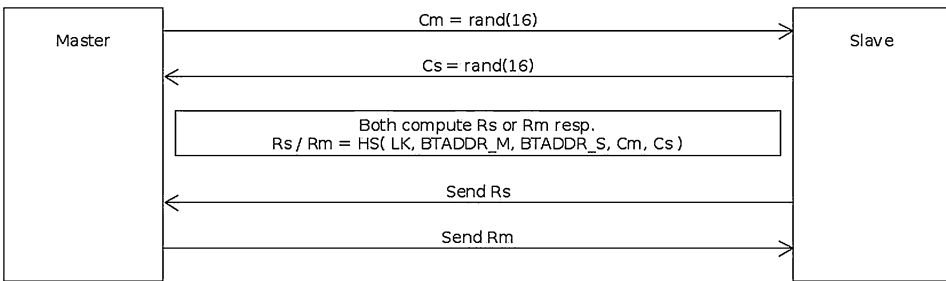 Cm = rand(16)
Master
Slave
Cs = rand(16)
Both compute Rs or Rm resp.
Rs / Rm = HS( LK, BTADDR_M, BTADDR_S, Cm, Cs )
Send Rs
Send Rm